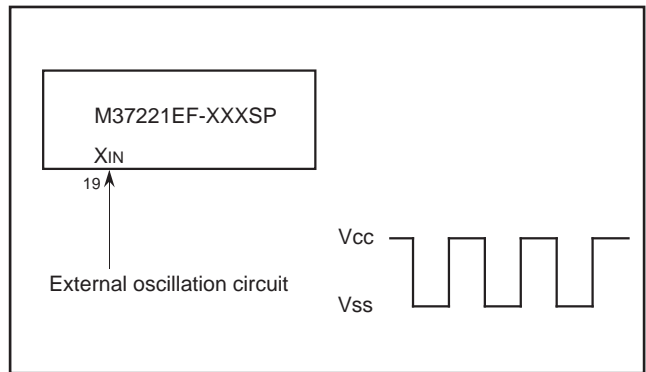 M37221EF-XXXSP
XIN
19
External oscillation circuit
Vcc
Vss